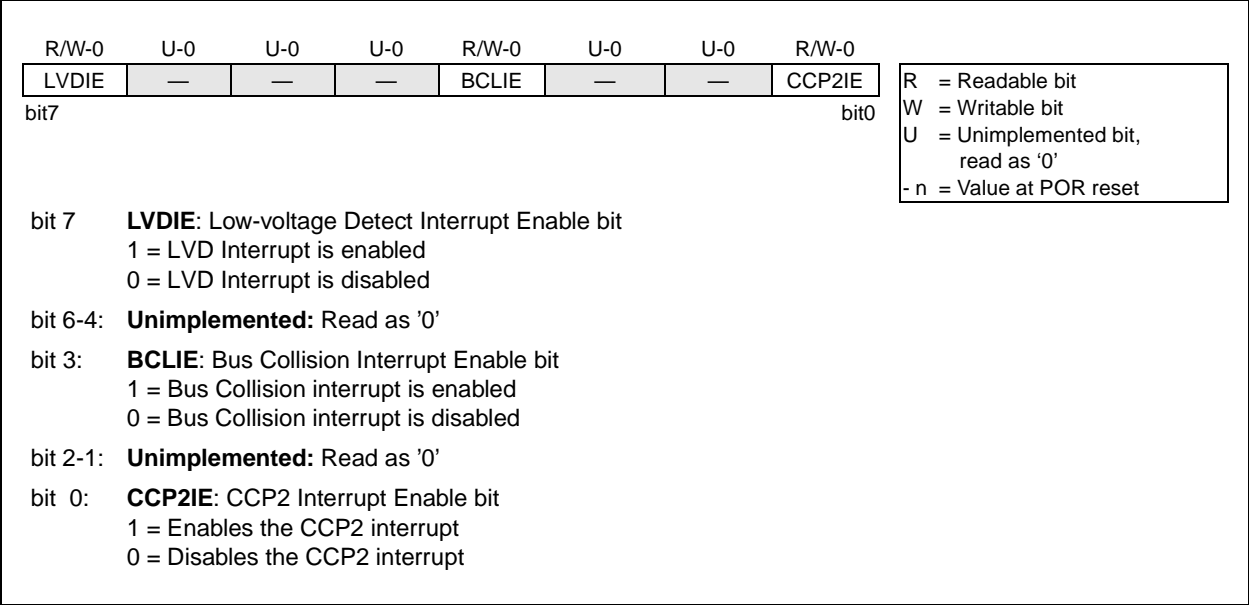 R/W-0 U-0 U-0 U-0 R/W-0 U-0 U-0 R/W-0
LVDIE — — — BCLIE — — CCP2IE
bit7 bit0
R = Readable bit
W = Writable bit
U = Unimplemented bit,
read as ‘0’
- n = Value at POR reset
bit 7 LVDIE: Low-voltage Detect Interrupt Enable bit
1 = LVD Interrupt is enabled
0 = LVD Interrupt is disabled
bit 6-4: Unimplemented: Read as '0'
bit 3: BCLIE: Bus Collision Interrupt Enable bit
1 = Bus Collision interrupt is enabled
0 = Bus Collision interrupt is disabled
bit 2-1: Unimplemented: Read as '0'
bit 0: CCP2IE: CCP2 Interrupt Enable bit
1 = Enables the CCP2 interrupt
0 = Disables the CCP2 interrupt